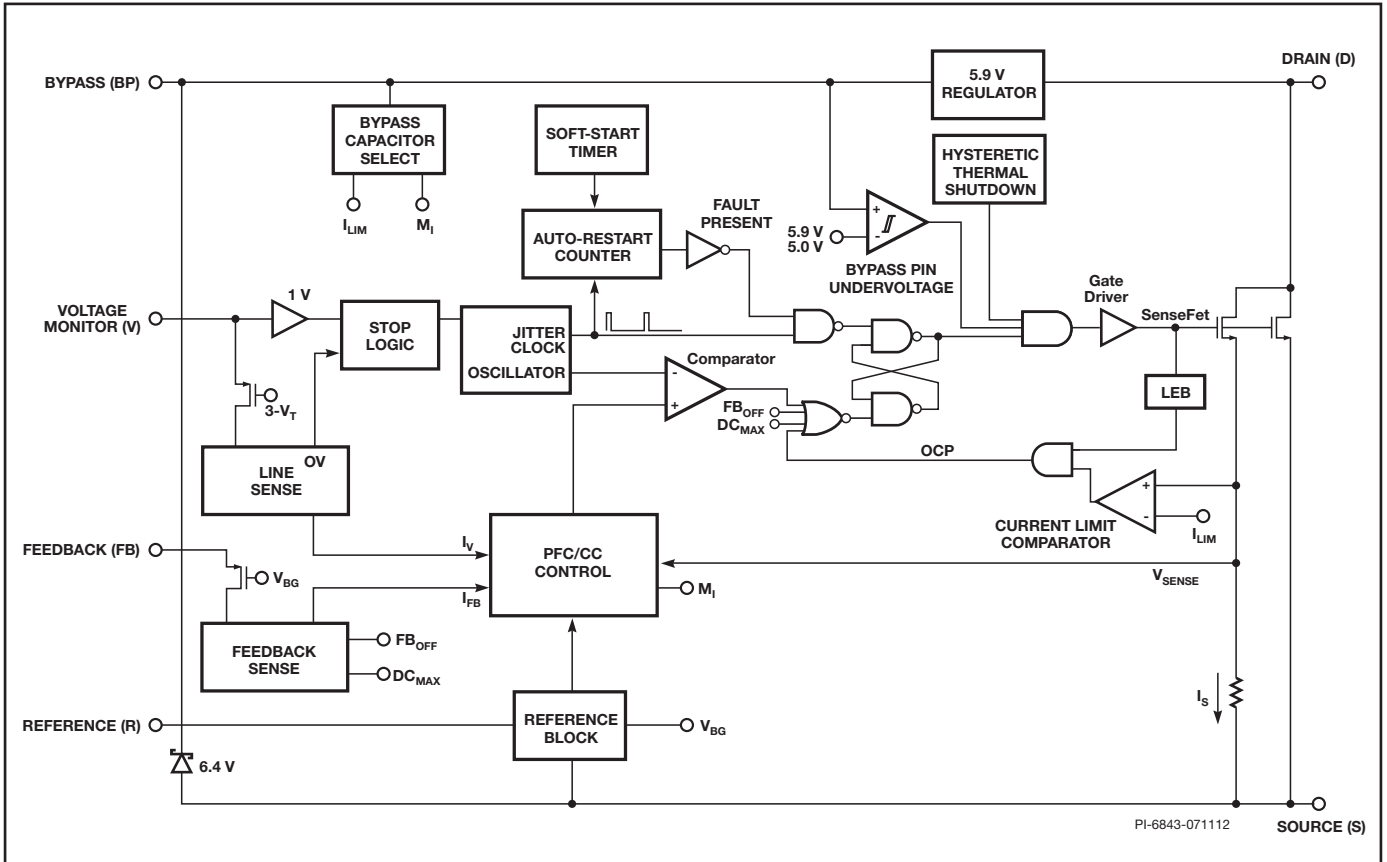 DRAIN (D)
BYPASS (BP)
5.9 V
REGULATOR
BYPASS
CAPACITOR
SELECT
SOFT-START
TIMER
HYSTERETIC
THERMAL
SHUTDOWN
I_LIM
M_I
FAULT
PRESENT
AUTO-RESTART
COUNTER
+
-
5.9 V
5.0 V
BYPASS PIN
UNDERVOLTAGE
Gate
Driver
SenseFet
VOLTAGE
MONITOR (V)
1 V
STOP
LOGIC
JITTER
CLOCK
OSCILLATOR
Comparator
-
+
LEB
3-V_T
FB_OFF
DC_MAX
OCP
OV
LINE
SENSE
+
-
CURRENT LIMIT
COMPARATOR
I_LIM
FEEDBACK (FB)
I_V
PFC/CC
CONTROL
V_SENSE
V_BG
I_FB
M_I
FEEDBACK
SENSE
FB_OFF
DC_MAX
I_S
REFERENCE (R)
REFERENCE
BLOCK
V_BG
6.4 V
PI-6843-071112
SOURCE (S)